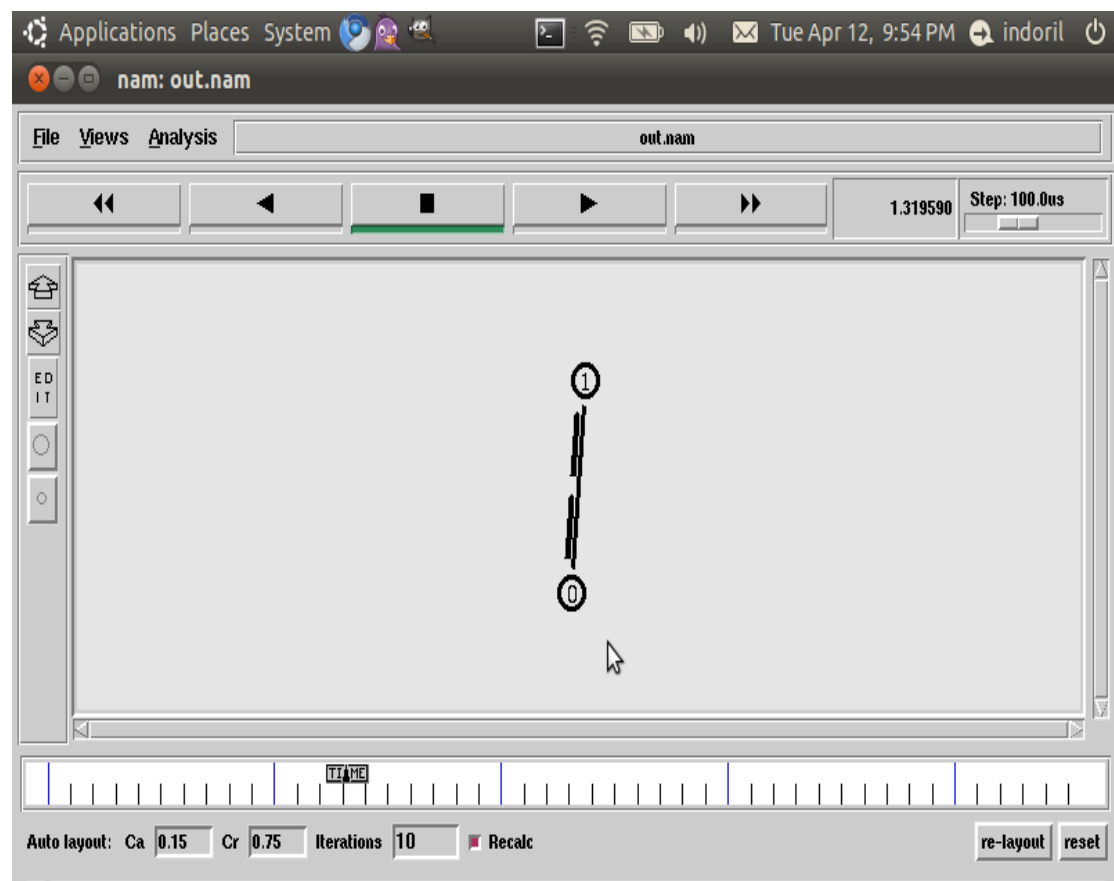 Applications Places System Tue Apr 12, 9:54 PM indoril
nam: out.nam
File Views Analysis out.nam
1.319590 Step: 100.0us
ED
IT
1
0
TIME
Auto layout: Ca 0.15 Cr 0.75 Iterations 10 Recalc re-layout reset